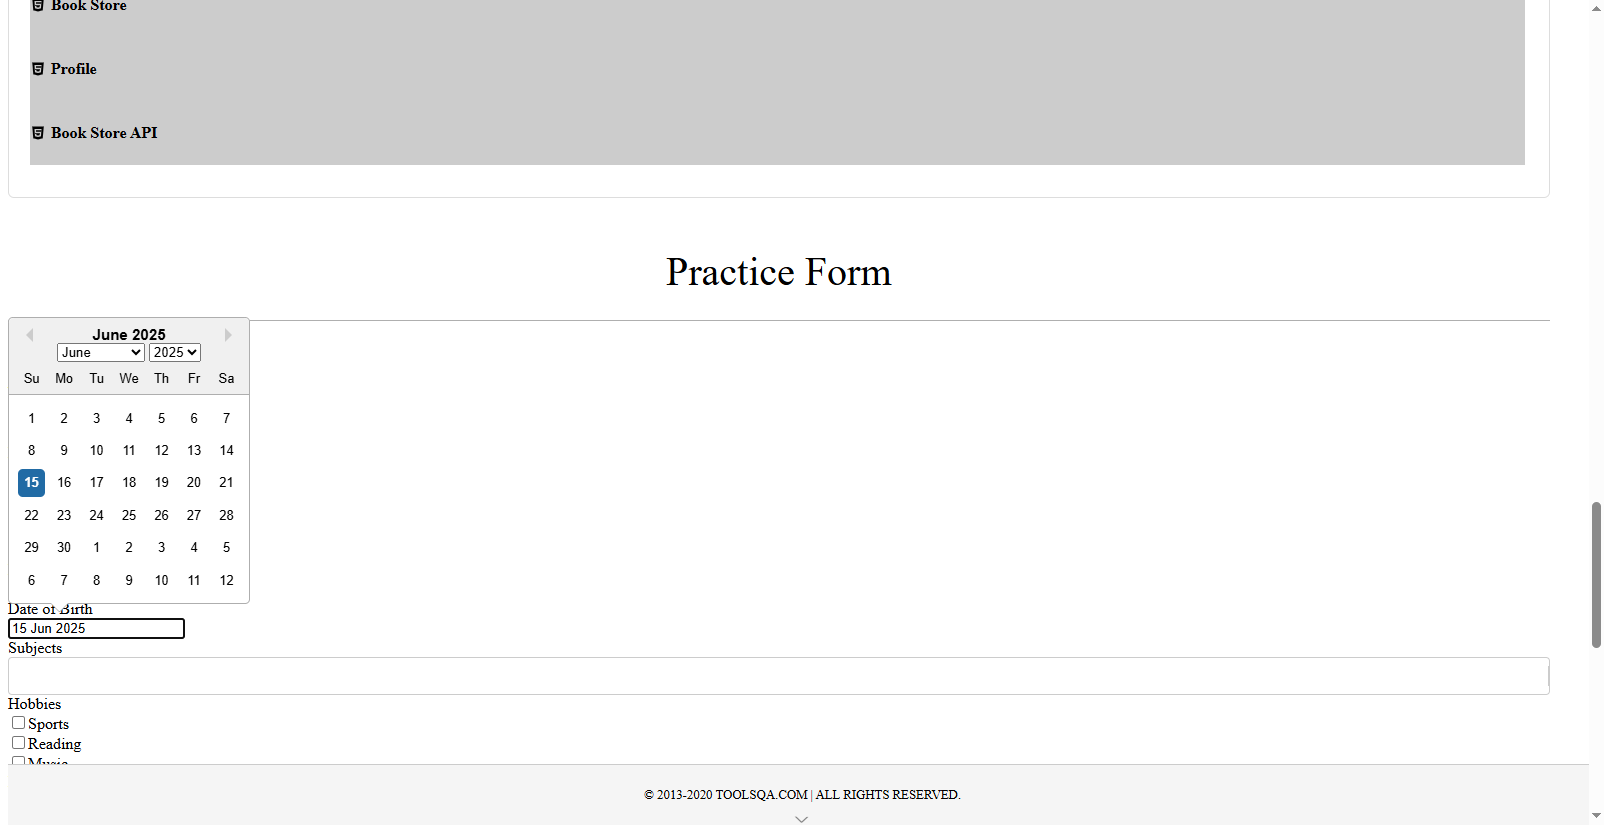 Book Store
Profile
Book Store API
Practice Form
June 2025
June 2025
Su Mo Tu We Th Fr Sa
1 2 3 4 5 6 7
8 9 10 11 12 13 14
15 16 17 18 19 20 21
22 23 24 25 26 27 28
29 30 1 2 3 4 5
6 7 8 9 10 11 12
Date of Birth
15 Jun 2025
Subjects
Hobbies
Sports
Reading
Music
© 2013-2020 TOOLSQA.COM | ALL RIGHTS RESERVED.